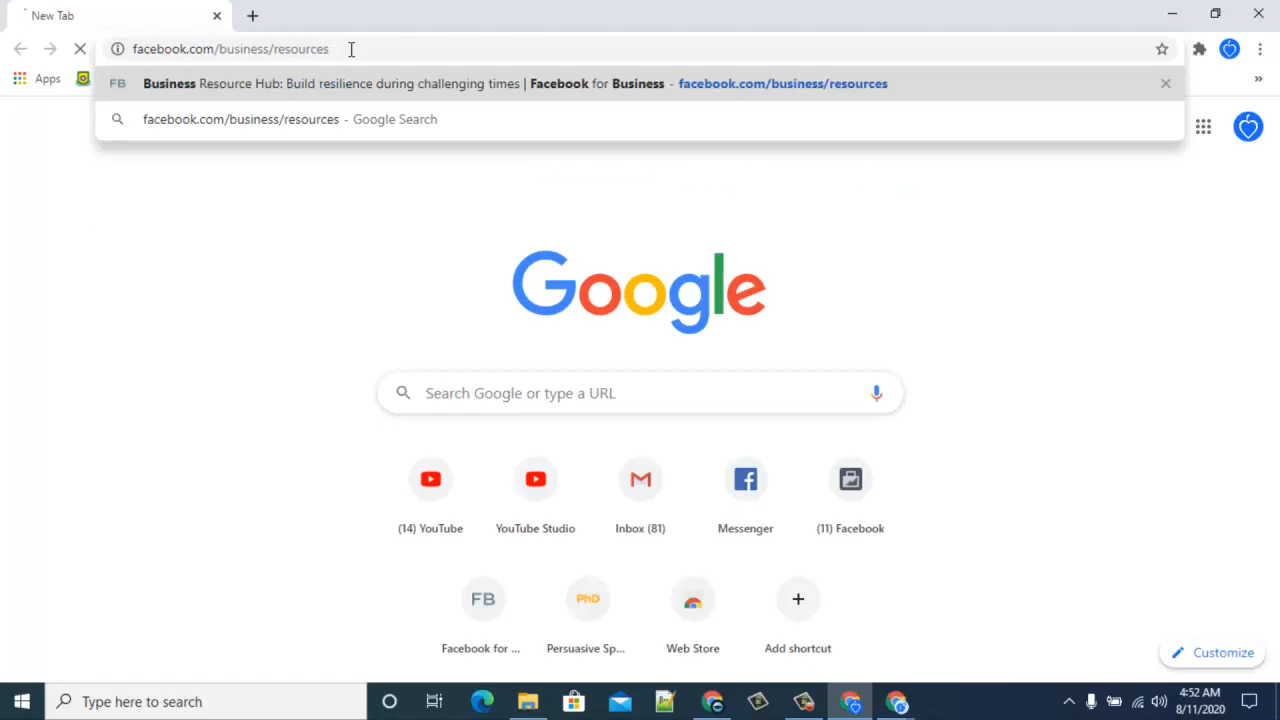 New Tab
facebook.com/business/resources
FB Business Resource Hub: Build resilience during challenging times | Facebook for Business - facebook.com/business/resources
facebook.com/business/resources - Google Search
Apps
Google
Search Google or type a URL
(14) YouTube
YouTube Studio
Inbox (81)
Messenger
(11) Facebook
FB
PhD
Facebook for ...
Persuasive Sp...
Web Store
Add shortcut
Customize
Type here to search
4:52 AM
8/11/2020